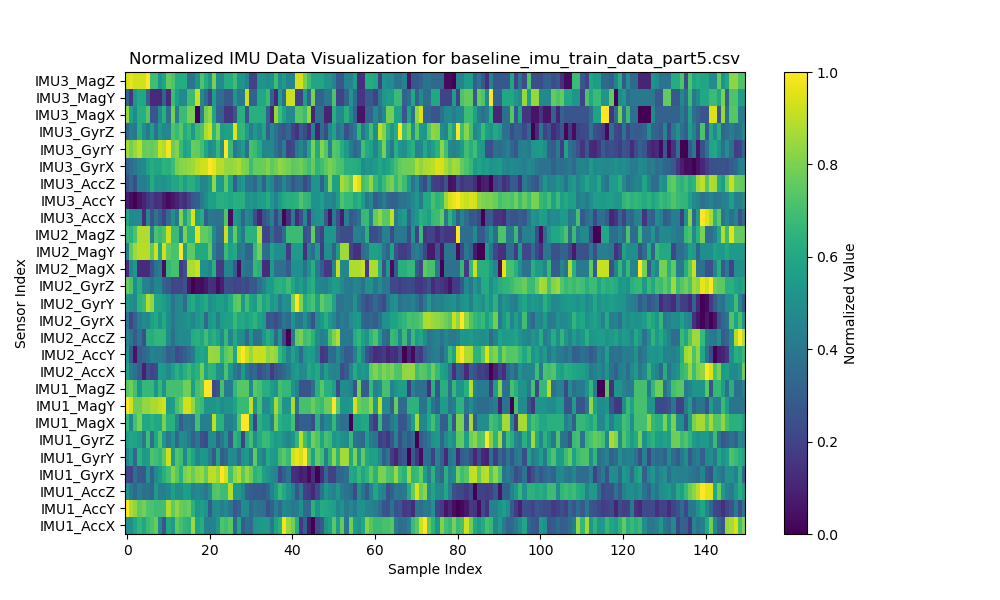 Normalized IMU Data Visualization for baseline_imu_train_data_part5.csv
IMU3_MagZ
IMU3_MagY
IMU3_MagX
IMU3_GyrZ
IMU3_GyrY
IMU3_GyrX
IMU3_AccZ
IMU3_AccY
IMU3_AccX
IMU2_MagZ
IMU2_MagY
IMU2_MagX
IMU2_GyrZ
IMU2_GyrY
IMU2_GyrX
IMU2_AccZ
IMU2_AccY
IMU2_AccX
IMU1_MagZ
IMU1_MagY
IMU1_MagX
IMU1_GyrZ
IMU1_GyrY
IMU1_GyrX
IMU1_AccZ
IMU1_AccY
IMU1_AccX
Sensor Index
0 20 40 60 80 100 120 140
Sample Index
1.0
0.8
0.6
0.4
0.2
0.0
Normalized Value